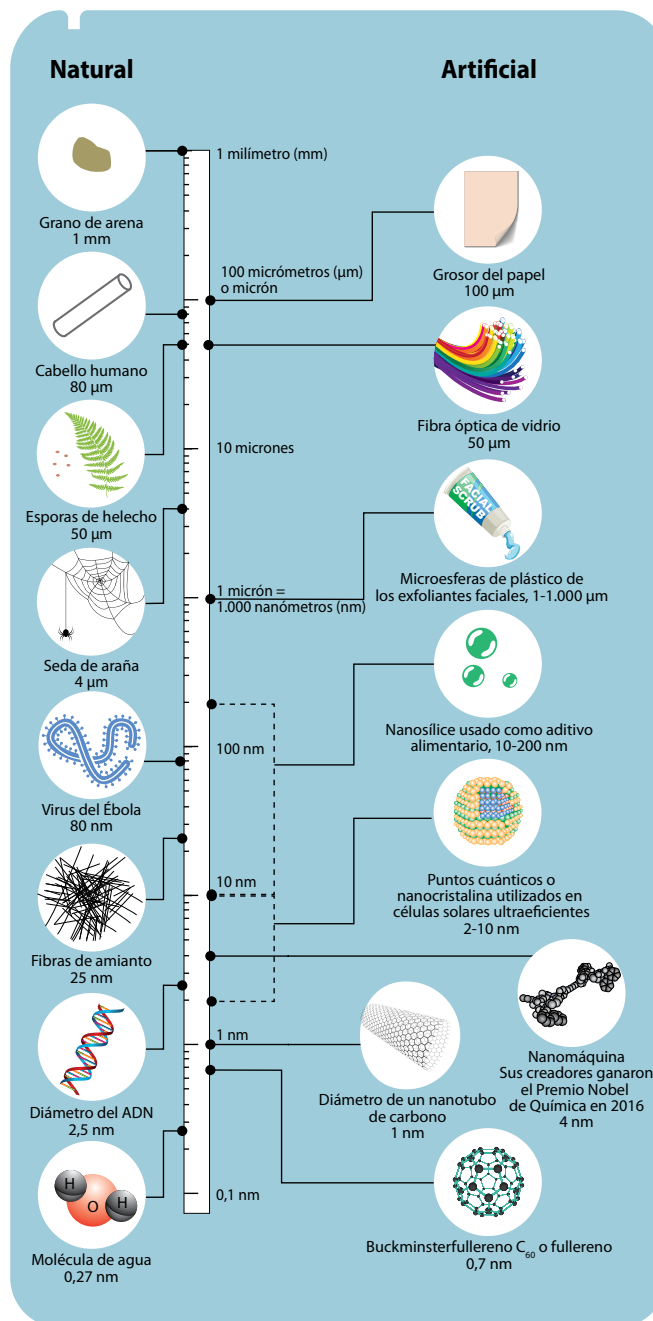 Natural
Artificial
Grano de arena
1 mm
Cabello humano
80 µm
Esporas de helecho
50 µm
Seda de araña
4 µm
Virus del Ébola
80 nm
Fibras de amianto
25 nm
Diámetro del ADN
2,5 nm
H
O
H
Molécula de agua
0,27 nm
1 milímetro (mm)
100 micrómetros (µm)
o micrón
10 micrones
1 micrón =
1.000 nanómetros (nm)
100 nm
10 nm
1 nm
0,1 nm
Grosor del papel
100 µm
Fibra óptica de vidrio
50 µm
FACIAL
SCRUB
Microesferas de plástico de
los exfoliantes faciales, 1-1.000 µm
Nanosílice usado como aditivo
alimentario, 10-200 nm
Puntos cuánticos o
nanocristalina utilizados en
células solares ultraeficientes
2-10 nm
Nanomáquina
Sus creadores ganaron
el Premio Nobel
de Química en 2016
4 nm
Diámetro de un nanotubo
de carbono
1 nm
Buckminsterfullereno C60 o fullereno
0,7 nm